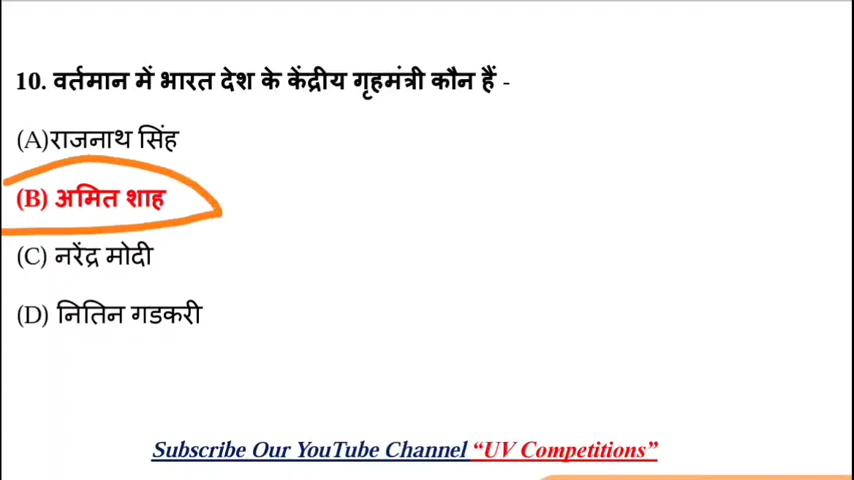 10. वर्तमान में भारत देश के केंद्रीय गृहमंत्री कौन हैं -
(A)राजनाथ सिंह
(B) अमित शाह
(C) नरेंद्र मोदी
(D) नितिन गडकरी
Subscribe Our YouTube Channel “UV Competitions”